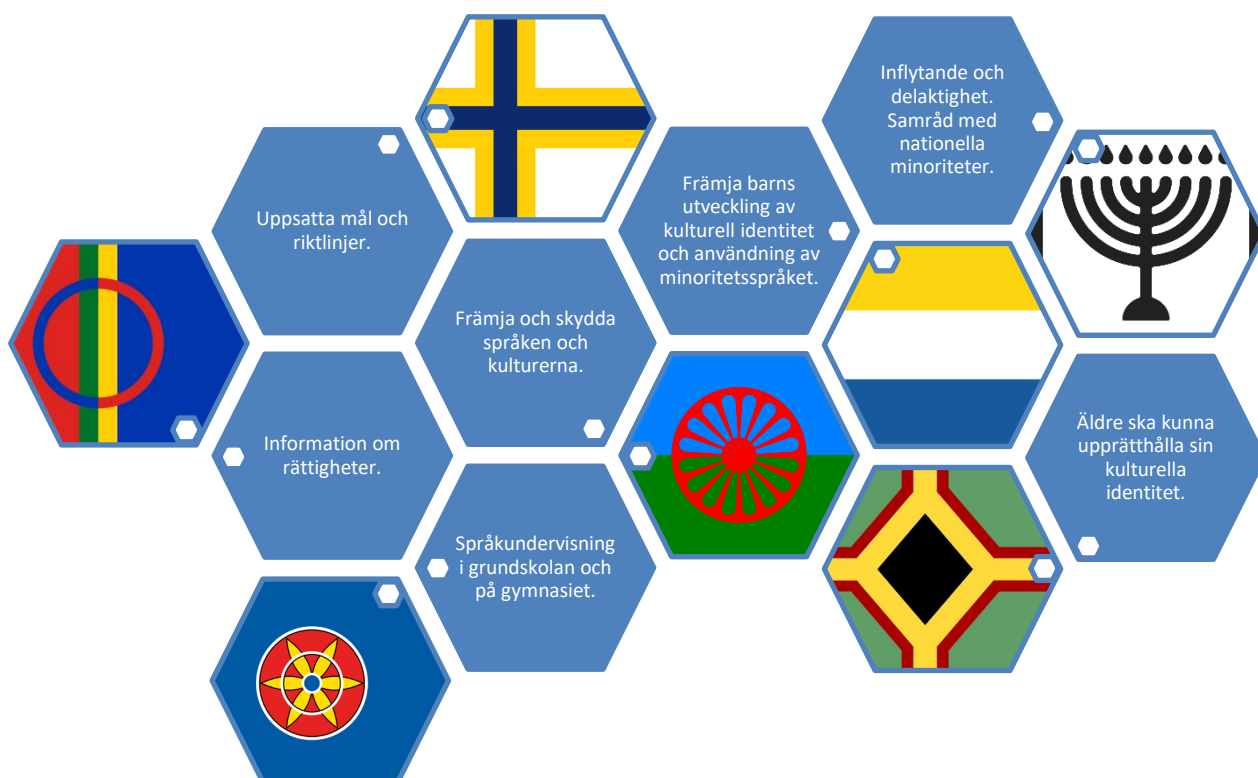 Uppsatta mål och
riktlinjer.
Information om
rättigheter.
Främja och skydda
språken och
kulturerna.
Språkundervisning
i grundskolan och
på gymnasiet.
Främja barns
utveckling av
kulturell identitet
och användning av
minoritetsspråket.
Inflytande och
delaktighet.
Samråd med
nationella
minoriteter.
Äldre ska kunna
upprätthålla sin
kulturella
identitet.